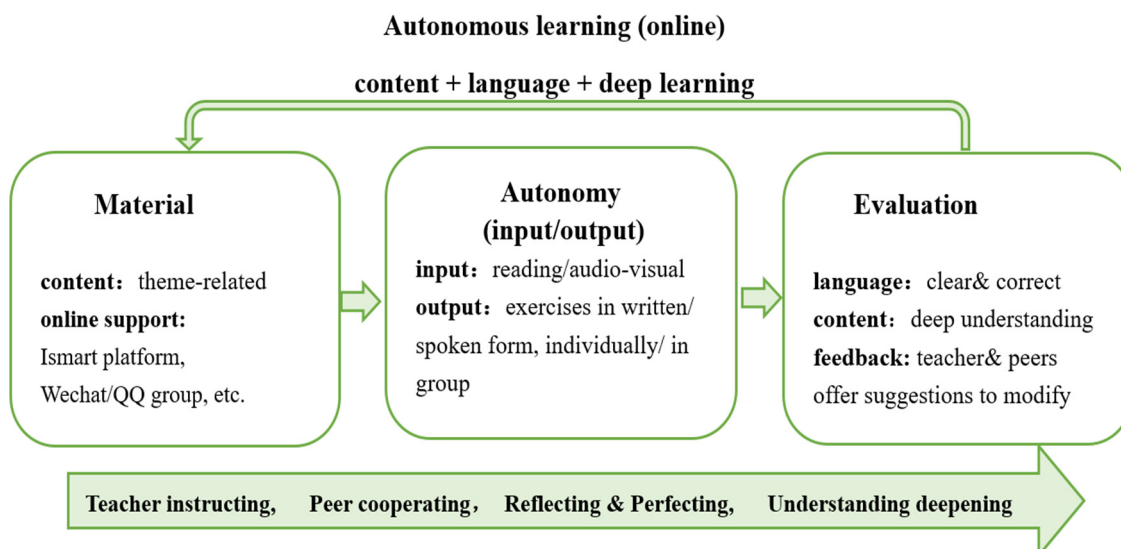 Autonomous learning (online)
content + language + deep learning
Material
content：theme-related
online support:
Ismart platform,
Wechat/QQ group, etc.
Autonomy
(input/output)
input：reading/audio-visual
output：exercises in written/
spoken form, individually/ in
group
Evaluation
language：clear& correct
content：deep understanding
feedback: teacher& peers
offer suggestions to modify
Teacher instructing, Peer cooperating， Reflecting & Perfecting, Understanding deepening